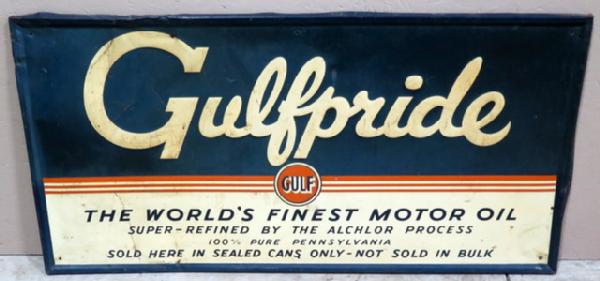 Gulfpride
GULF
THE WORLD'S FINEST MOTOR OIL
SUPER-REFINED BY THE ALCHLOR PROCESS
100% PURE PENNSYLVANIA
SOLD HERE IN SEALED CANS ONLY-NOT SOLD IN BULK